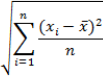 √(∑_{i=1}^{n} (x_i − x̄)² / n)